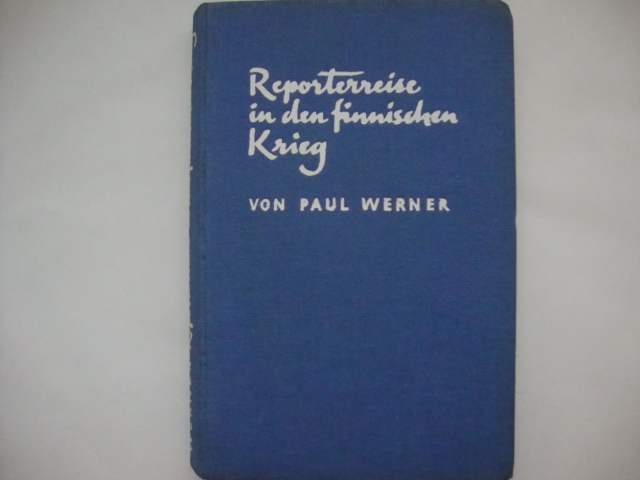 Reporterreise
in den finnischen
Krieg
VON PAUL WERNER